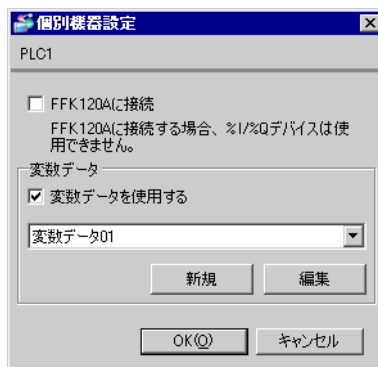 個別機器設定
PLC1
FFK120Aに接続
FFK120Aに接続する場合、%I/%Qデバイスは使
用できません。
変数データ
変数データを使用する
変数データ01
新規
編集
OK(O)
キャンセル